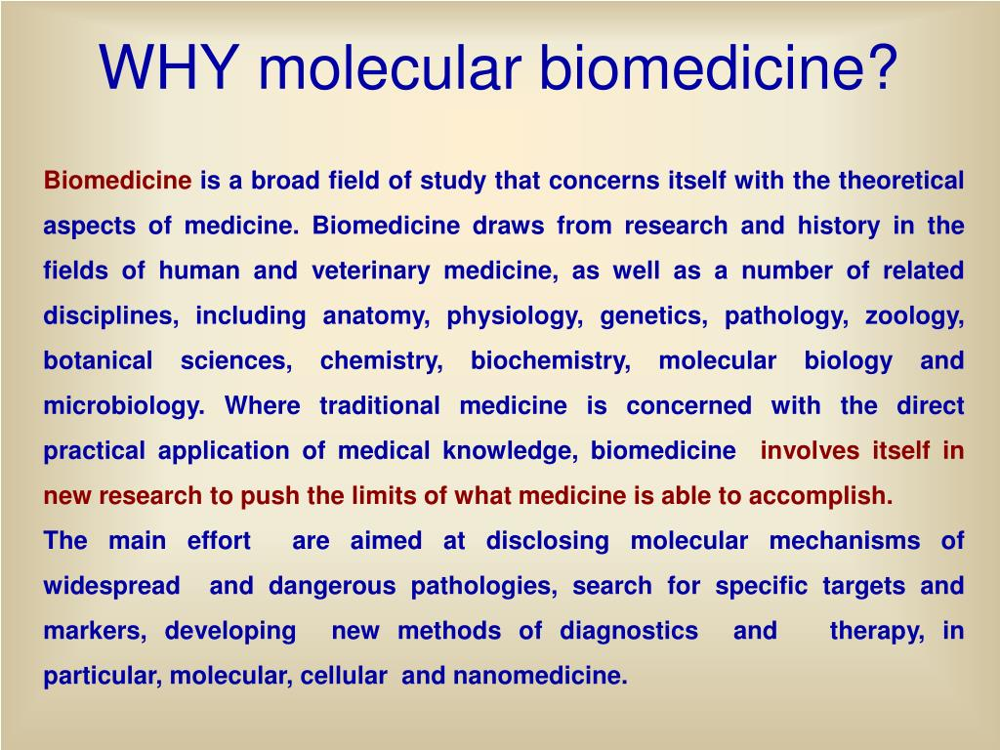 WHY molecular biomedicine?
Biomedicine is a broad field of study that concerns itself with the theoretical
aspects of medicine. Biomedicine draws from research and history in the
fields of human and veterinary medicine, as well as a number of related
disciplines, including anatomy, physiology, genetics, pathology, zoology,
botanical sciences, chemistry, biochemistry, molecular biology and
microbiology. Where traditional medicine is concerned with the direct
practical application of medical knowledge, biomedicine involves itself in
new research to push the limits of what medicine is able to accomplish.
The main effort are aimed at disclosing molecular mechanisms of
widespread and dangerous pathologies, search for specific targets and
markers, developing new methods of diagnostics and therapy, in
particular, molecular, cellular and nanomedicine.